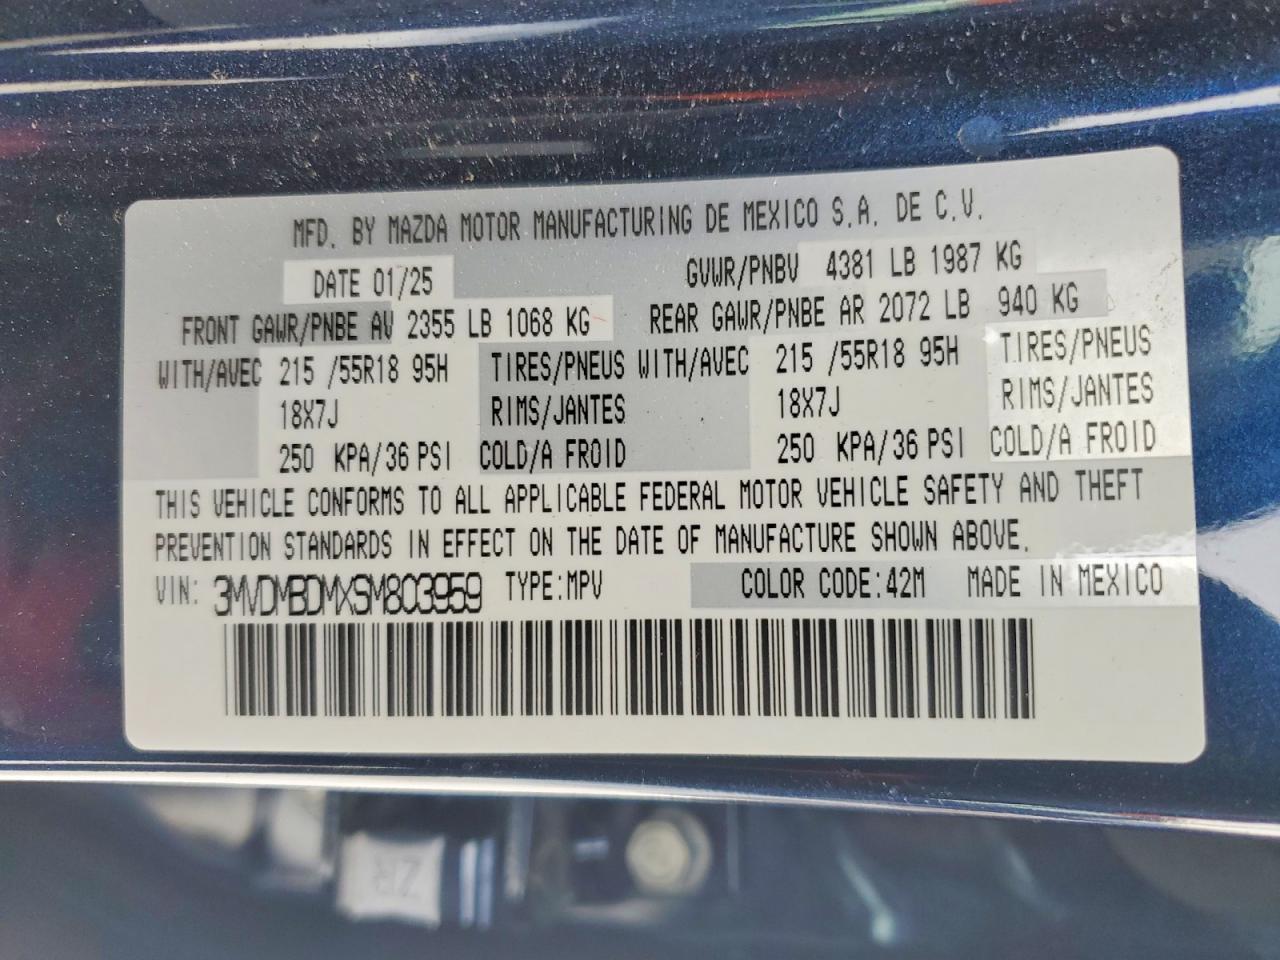 MFD. BY MAZDA MOTOR MANUFACTURING DE MEXICO S.A. DE C.V.
DATE 01/25 GVWR/PNBV 4381 LB 1987 KG
FRONT GAWR/PNBE AV 2355 LB 1068 KG REAR GAWR/PNBE AR 2072 LB 940 KG
WITH/AVEC 215 /55R18 95H TIRES/PNEUS WITH/AVEC 215 /55R18 95H TIRES/PNEUS
18X7J RIMS/JANTES 18X7J RIMS/JANTES
250 KPA/36 PSI COLD/A FROID 250 KPA/36 PSI COLD/A FROID
THIS VEHICLE CONFORMS TO ALL APPLICABLE FEDERAL MOTOR VEHICLE SAFETY AND THEFT
PREVENTION STANDARDS IN EFFECT ON THE DATE OF MANUFACTURE SHOWN ABOVE.
VIN: 3MVDMBDMXSM803959 TYPE:MPV COLOR CODE:42M MADE IN MEXICO
ZR